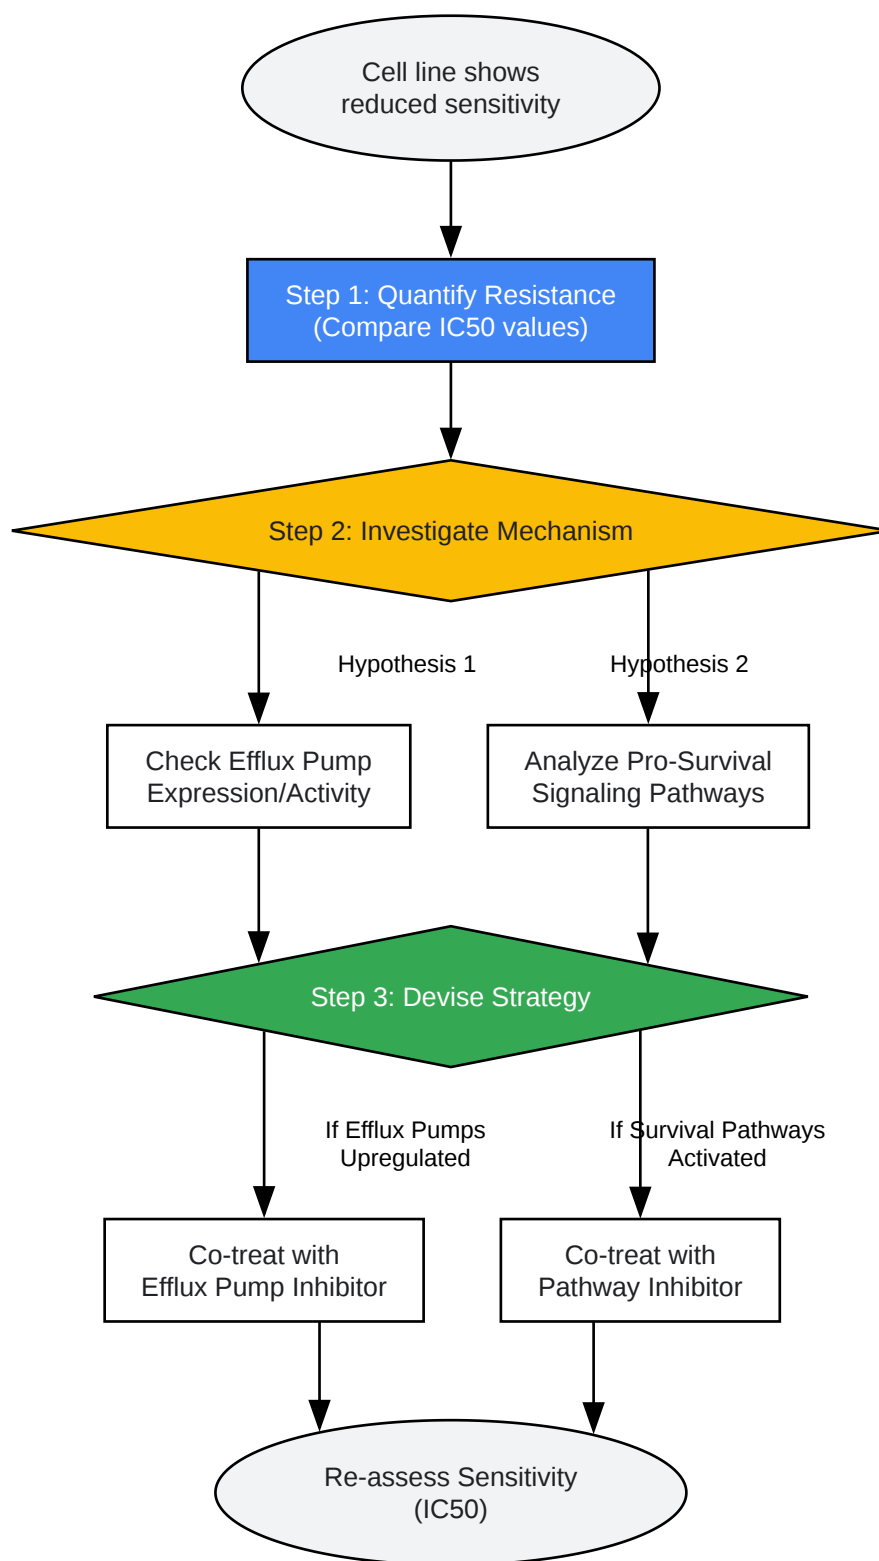 Cell line shows
reduced sensitivity
Step 1: Quantify Resistance
(Compare IC50 values)
Step 2: Investigate Mechanism
Hypothesis 1
Hypothesis 2
Check Efflux Pump
Expression/Activity
Analyze Pro-Survival
Signaling Pathways
Step 3: Devise Strategy
If Efflux Pumps
Upregulated
If Survival Pathways
Activated
Co-treat with
Efflux Pump Inhibitor
Co-treat with
Pathway Inhibitor
Re-assess Sensitivity
(IC50)